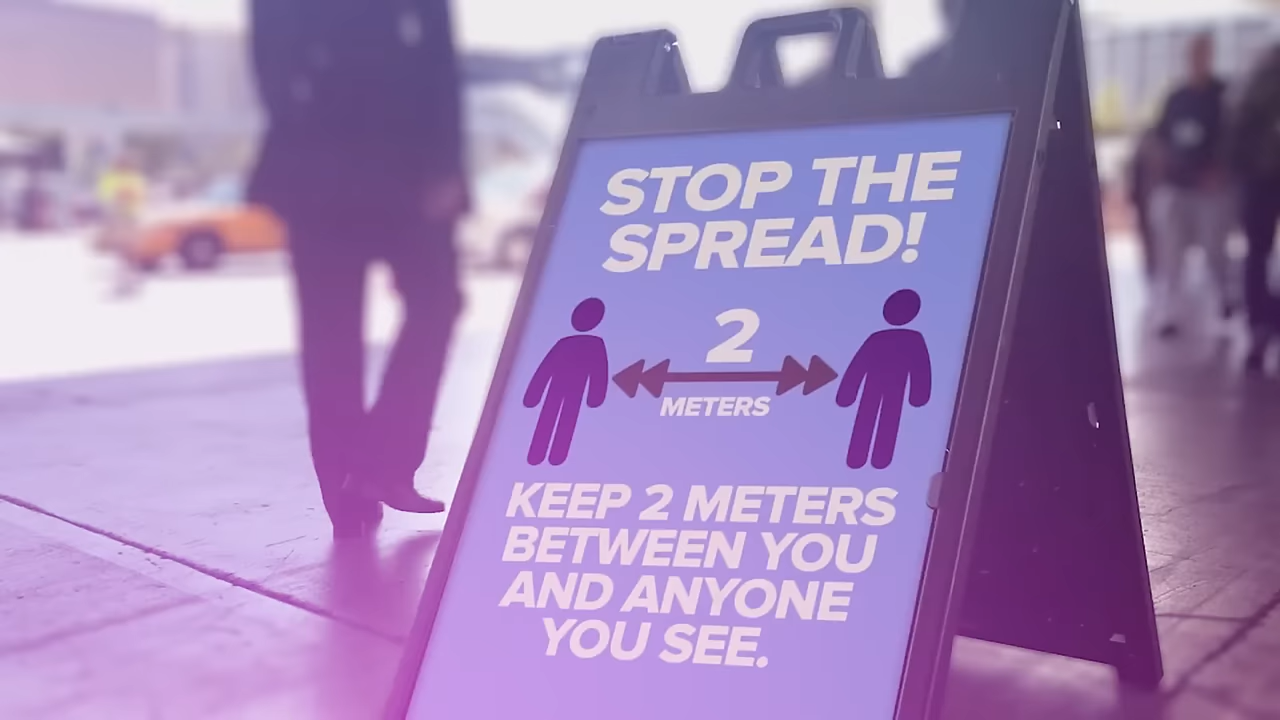 STOP THE
SPREAD!
2
METERS
KEEP 2 METERS
BETWEEN YOU
AND ANYONE
YOU SEE.